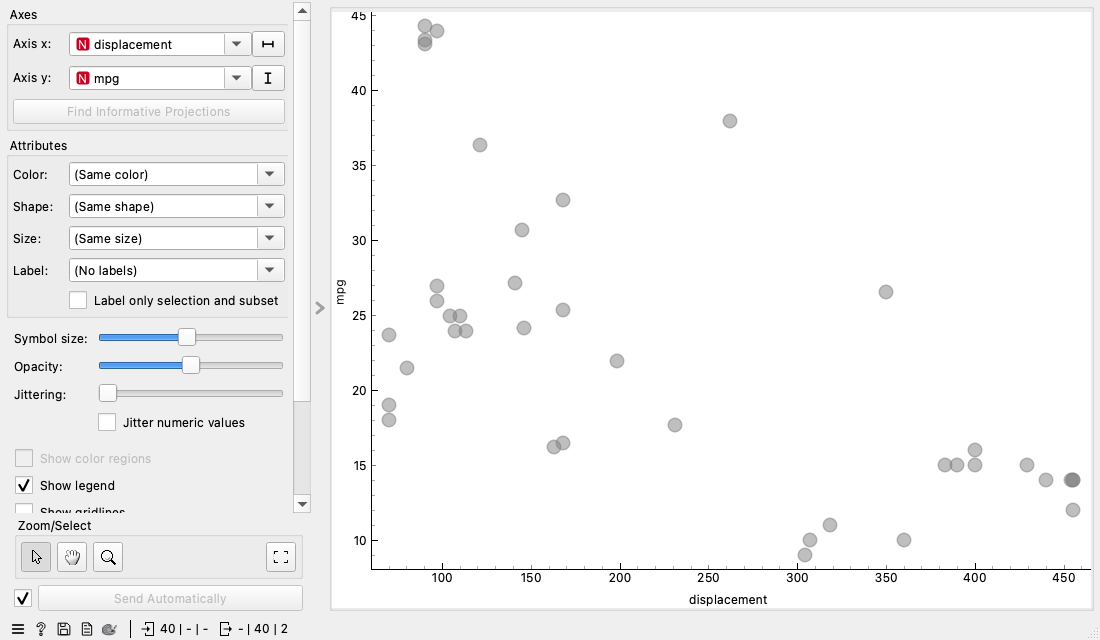 Axes
Axis x: N displacement
Axis y: N mpg
Find Informative Projections
Attributes
Color: (Same color)
Shape: (Same shape)
Size: (Same size)
Label: (No labels)
Label only selection and subset
Symbol size:
Opacity:
Jittering:
Jitter numeric values
Show color regions
Show legend
Show gridlines
Zoom/Select
Send Automatically
40 | - | - - | 40 | 2
45
40
35
30
25
20
15
10
mpg
100 150 200 250 300 350 400 450
displacement